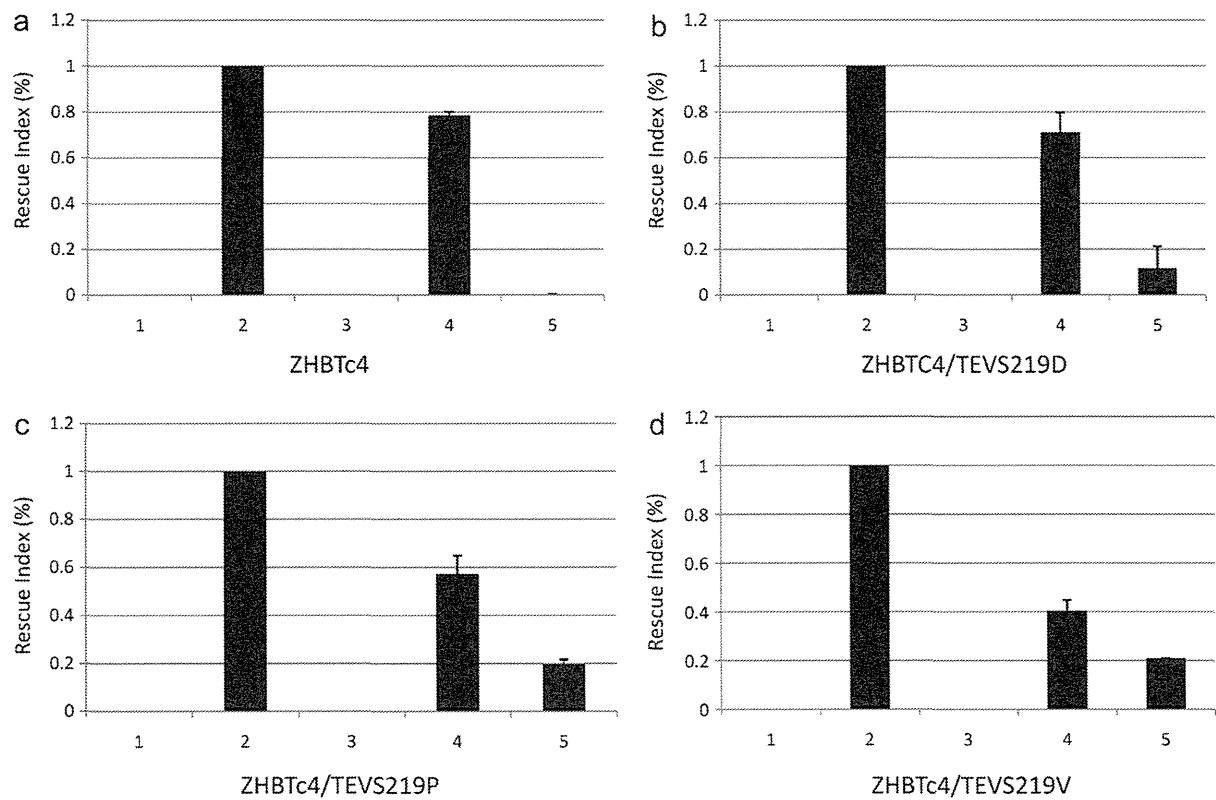 a
Rescue Index (%)
1.2
1
0.8
0.6
0.4
0.2
0
1 2 3 4 5
ZHBTc4
b
Rescue Index (%)
1.2
1
0.8
0.6
0.4
0.2
0
1 2 3 4 5
ZHBTC4/TEVS219D
c
Rescue Index (%)
1.2
1
0.8
0.6
0.4
0.2
0
1 2 3 4 5
ZHBTc4/TEVS219P
d
Rescue Index (%)
1.2
1
0.8
0.6
0.4
0.2
0
1 2 3 4 5
ZHBTc4/TEVS219V